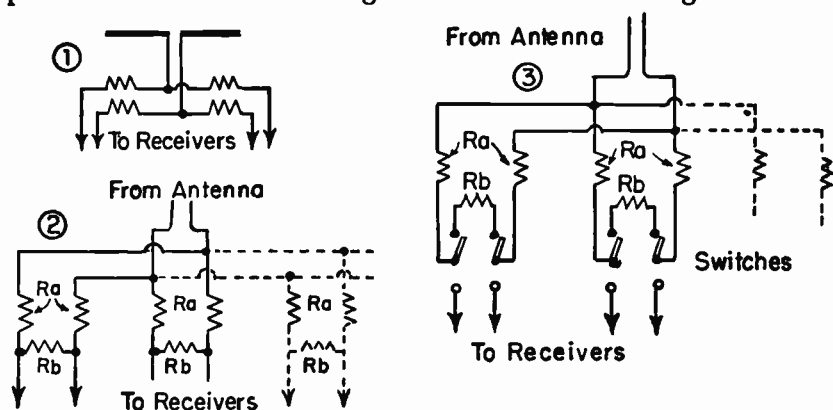 ①
To Receivers
From Antenna
②
Ra
Ra
Ra
Rb
Rb
Rb
To Receivers
From Antenna
③
Ra
Ra
Rb
Rb
Switches
To Receivers